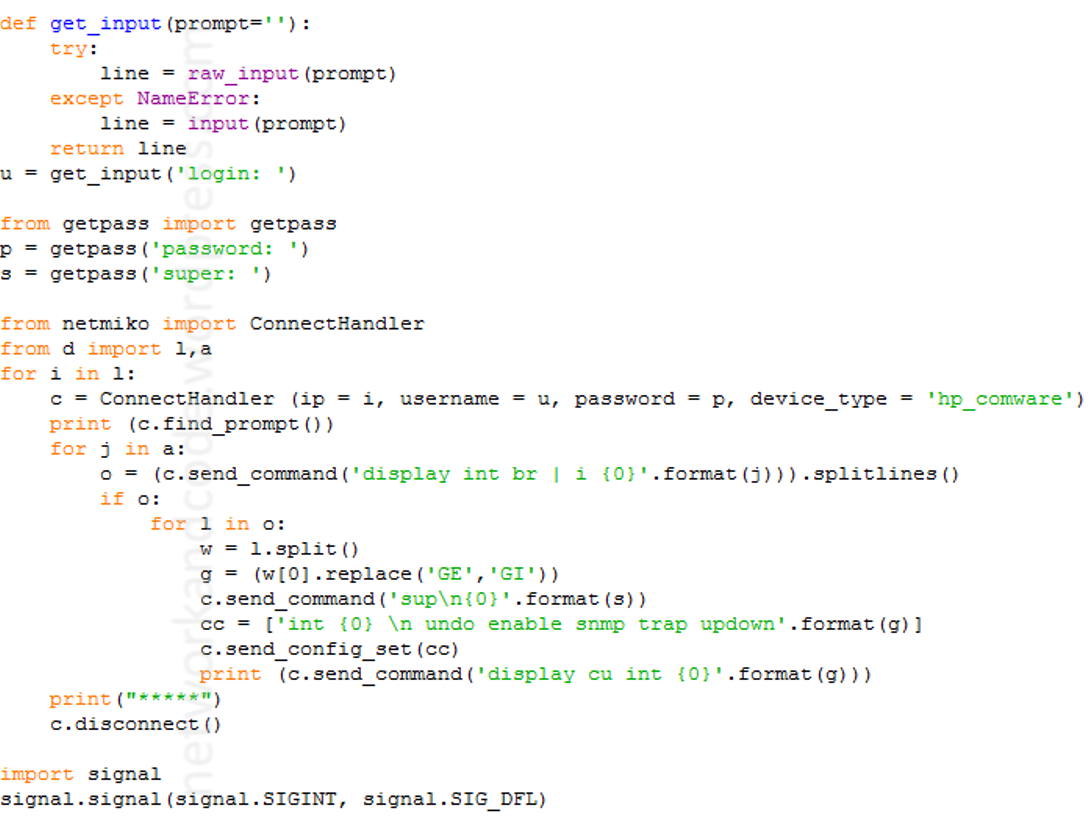 def get_input(prompt=''):
    try:
        line = raw_input(prompt)
    except NameError:
        line = input(prompt)
    return line
u = get_input('login: ')

from getpass import getpass
p = getpass('password: ')
s = getpass('super: ')

from netmiko import ConnectHandler
from d import l,a
for i in l:
    c = ConnectHandler (ip = i, username = u, password = p, device_type = 'hp_comware')
    print (c.find_prompt())
    for j in a:
        o = (c.send_command('display int br | i {0}'.format(j))).splitlines()
        if o:
            for l in o:
                w = l.split()
                g = (w[0].replace('GE','GI'))
                c.send_command('sup\n{0}'.format(s))
                cc = ['int {0} \n undo enable snmp trap updown'.format(g)]
                c.send_config_set(cc)
                print (c.send_command('display cu int {0}'.format(g)))
    print("*****")
    c.disconnect()

import signal
signal.signal(signal.SIGINT, signal.SIG_DFL)
networkandcode.wordpress.com